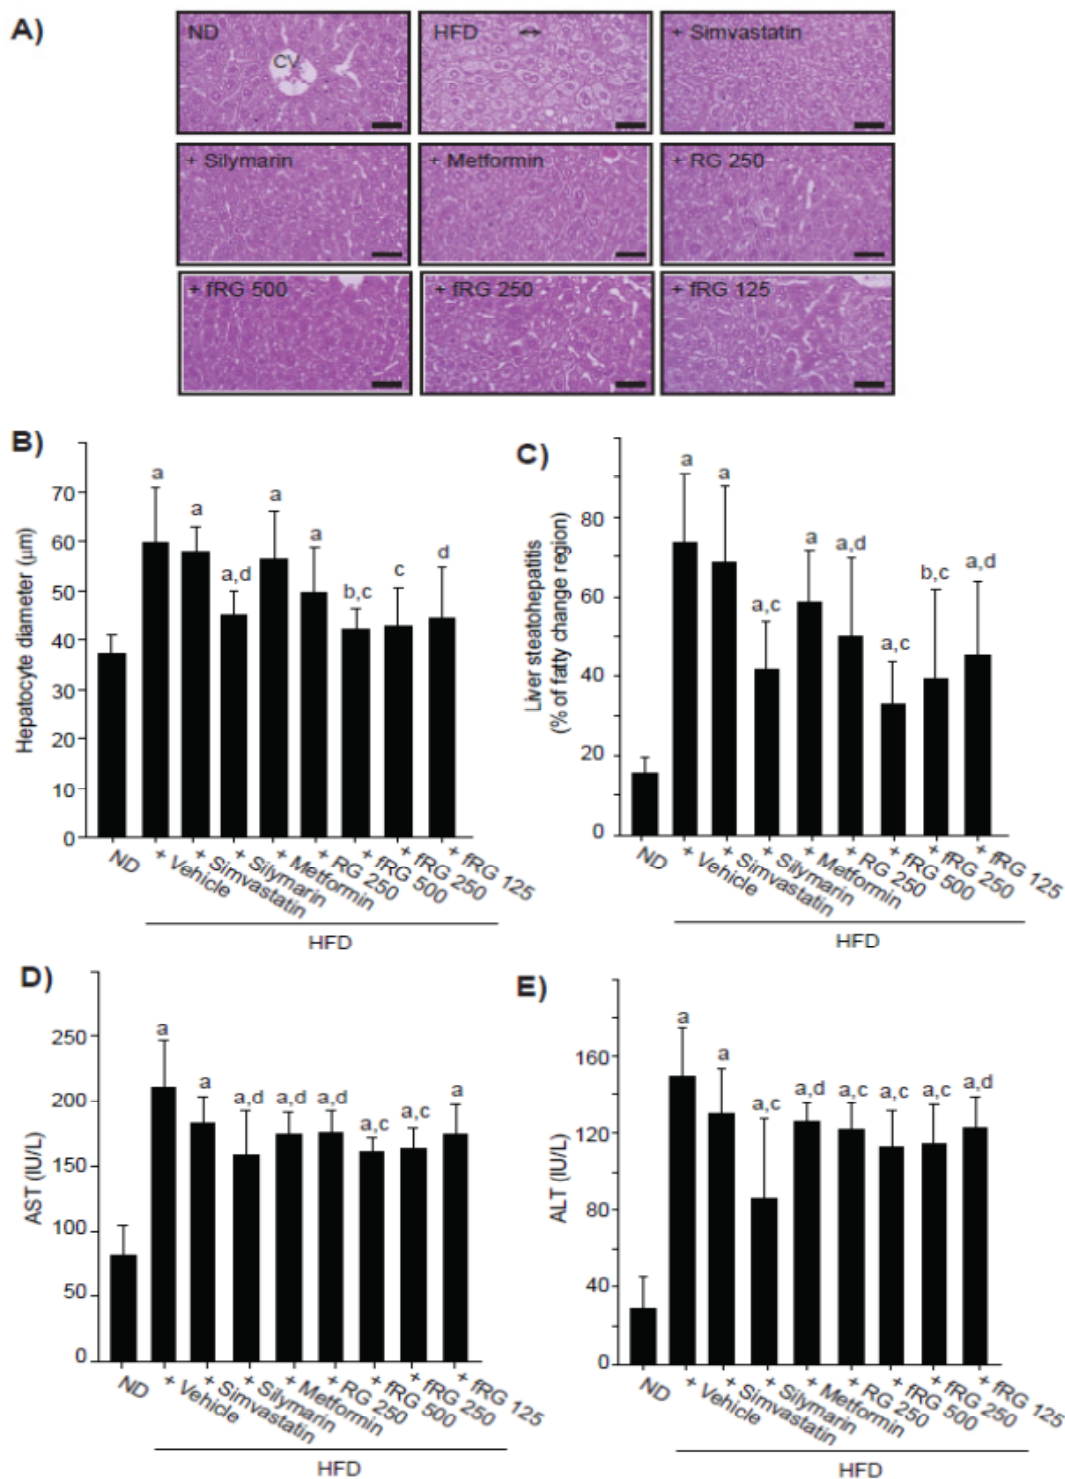 A)
ND
CV
HFD
+ Simvastatin
+ Silymarin
+ Metformin
+ RG 250
+ fRG 500
+ fRG 250
+ fRG 125
B)
Hepatocyte diameter (μm)
70
60
50
40
30
20
10
0
a
a
a,d
a
a
b,c
c
d
ND
+ Vehicle
+ Simvastatin
+ Silymarin
+ Metformin
+ RG 250
+ fRG 500
+ fRG 250
+ fRG 125
HFD
C)
Liver steatohepatitis
(% of fatty change region)
80
60
40
20
0
a
a
a,c
a
a,d
a,c
b,c
a,d
ND
+ Vehicle
+ Simvastatin
+ Silymarin
+ Metformin
+ RG 250
+ fRG 500
+ fRG 250
+ fRG 125
HFD
D)
AST (IU/L)
250
200
150
100
50
0
a
a
a,d
a,d
a,d
a,c
a,c
a
ND
+ Vehicle
+ Simvastatin
+ Silymarin
+ Metformin
+ RG 250
+ fRG 500
+ fRG 250
+ fRG 125
HFD
E)
ALT (IU/L)
160
120
80
40
0
a
a
a,c
a,d
a,c
a,c
a,c
a,d
ND
+ Vehicle
+ Simvastatin
+ Silymarin
+ Metformin
+ RG 250
+ fRG 500
+ fRG 250
+ fRG 125
HFD